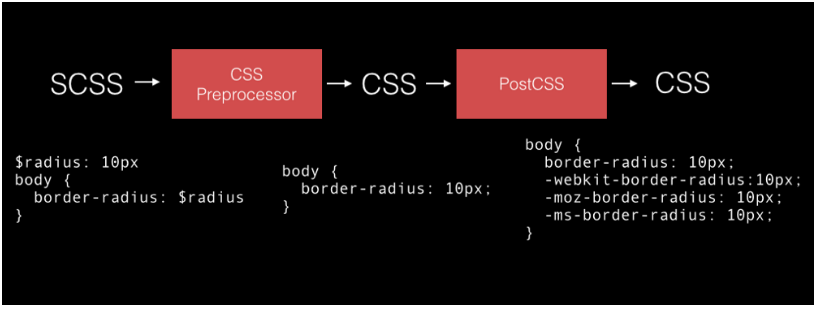 SCSS → CSS Preprocessor → CSS → PostCSS → CSS
$radius: 10px
body {
  border-radius: $radius
}
body {
  border-radius: 10px;
}
body {
  border-radius: 10px;
  -webkit-border-radius:10px;
  -moz-border-radius: 10px;
  -ms-border-radius: 10px;
}